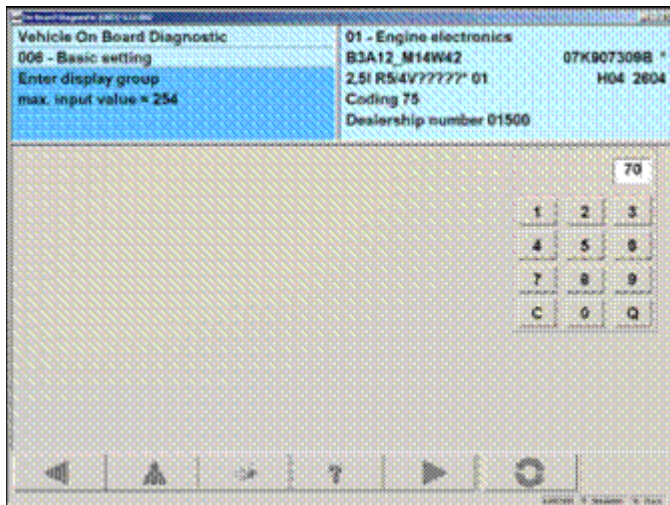 Vehicle On Board Diagnostic
006 - Basic setting
Enter display group
max. input value = 254
01 - Engine electronics
B3A12_M14W42 07K907309B *
2,5l R5/4V?????* 01 H04 2604
Coding 75
Dealership number 01500
70
1 2 3
4 5 6
7 8 9
C 0 Q
?